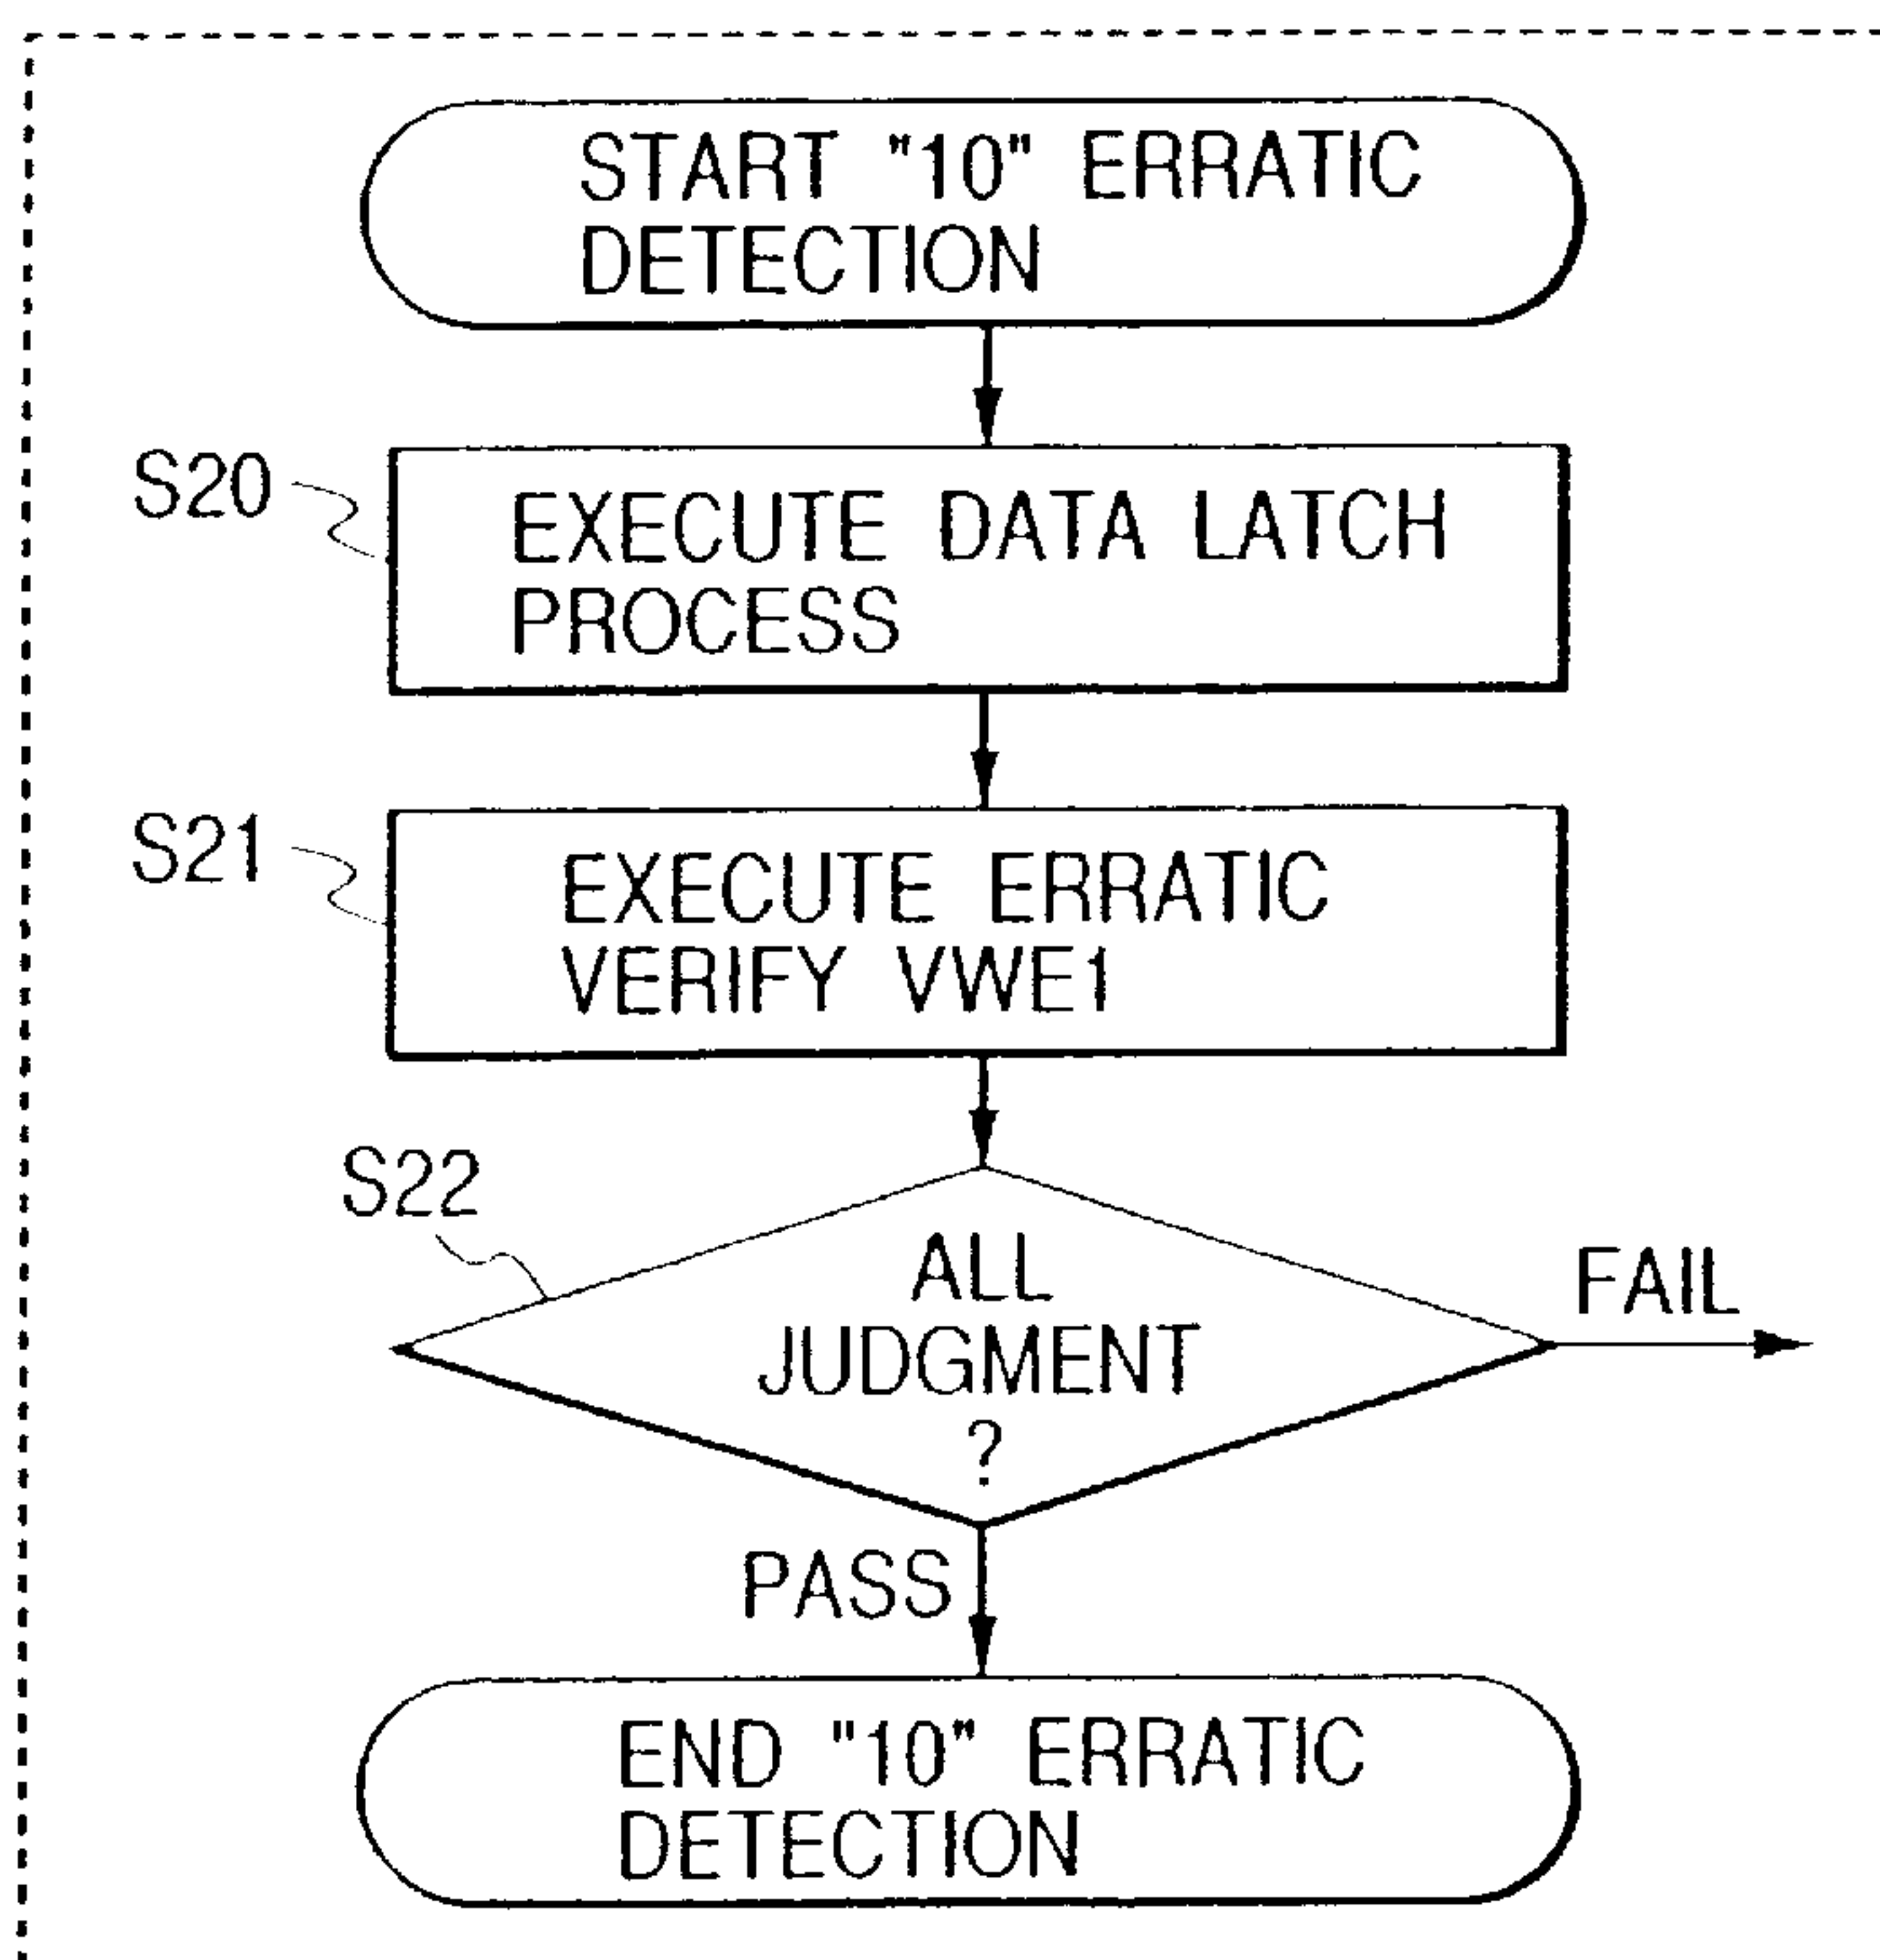 START "10" ERRATIC
DETECTION
S20
EXECUTE DATA LATCH
PROCESS
S21
EXECUTE ERRATIC
VERIFY VWE1
S22
ALL
JUDGMENT
?
FAIL
PASS
END "10" ERRATIC
DETECTION